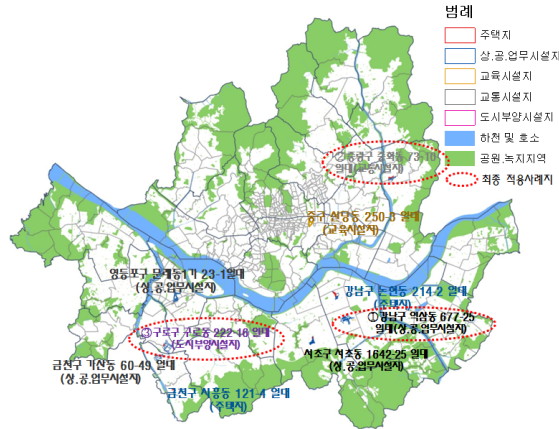 범례
주택지
상.공.업무시설지
교육시설지
교통시설지
도시부양시설지
하천 및 호소
공원.녹지지역
최종 적용사례지
②중랑구 중화동 73-10
일대(교통시설지)
중구 신당동 250-8 일대
(교육시설지)
영등포구 문래동1가 23-1일대
(상.공.업무시설지)
강남구 논현동 214-2 일대
(주택지)
①강남구 역삼동 677-25
일대(상.공.업무시설지)
③구로구 구로동 222-16 일대
(도시부양시설지)
서초구 서초동 1642-25 일대
(상.공.업무시설지)
금천구 가산동 60-49 일대
(상.공.업무시설지)
금천구 시흥동 121-4 일대
(주택지)